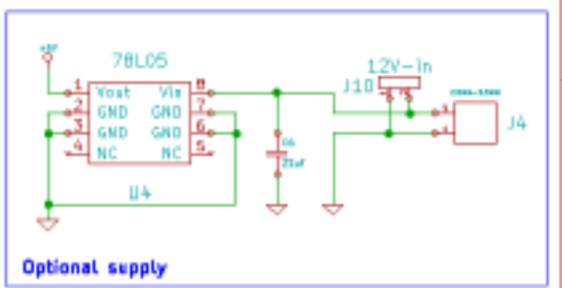 +5V
78L05
12V-in
J10
1 Vout Vin 8
2 GND GND 7
3 GND GND 6
4 NC NC 5
J4
U4
Optional supply